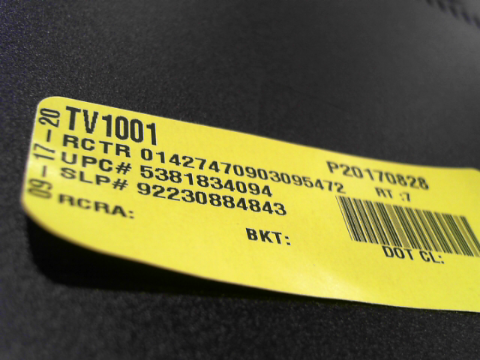 09-17-20
TV1001
RCTR 01427470903095472 P20170828
UPC# 5381834094 RT :7
SLP# 92230884843
RCRA: BKT: DOT CL: